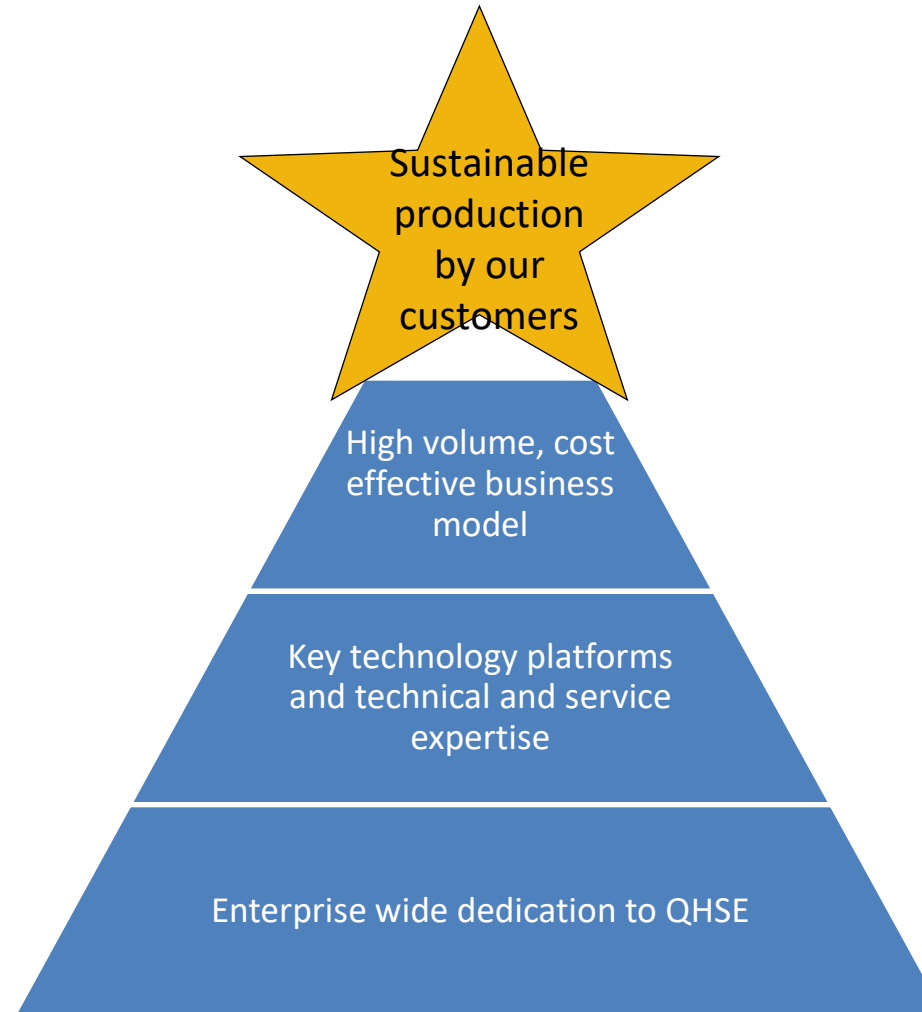 Sustainable
production
by our
customers
High volume, cost
effective business
model
Key technology platforms
and technical and service
expertise
Enterprise wide dedication to QHSE